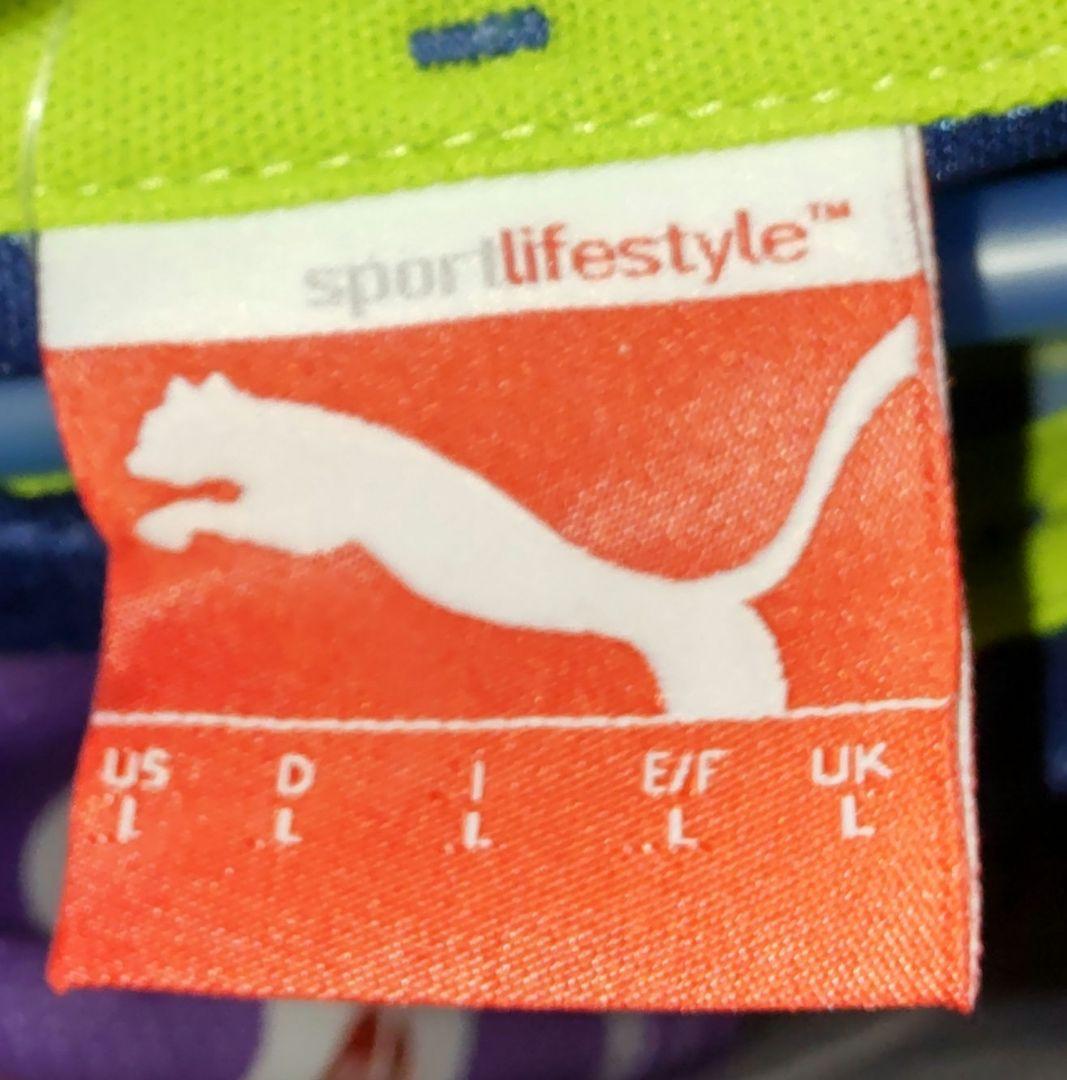 sportlifestyle™
US D I E/F UK
L L L L L